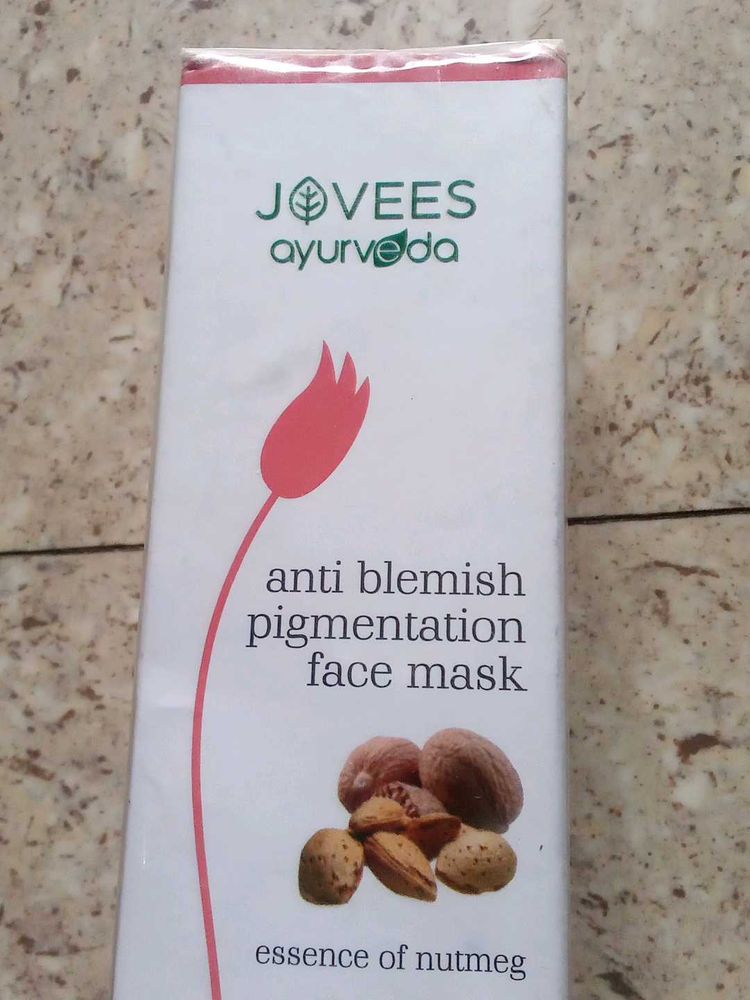 JOVEES
ayurveda
anti blemish
pigmentation
face mask
essence of nutmeg